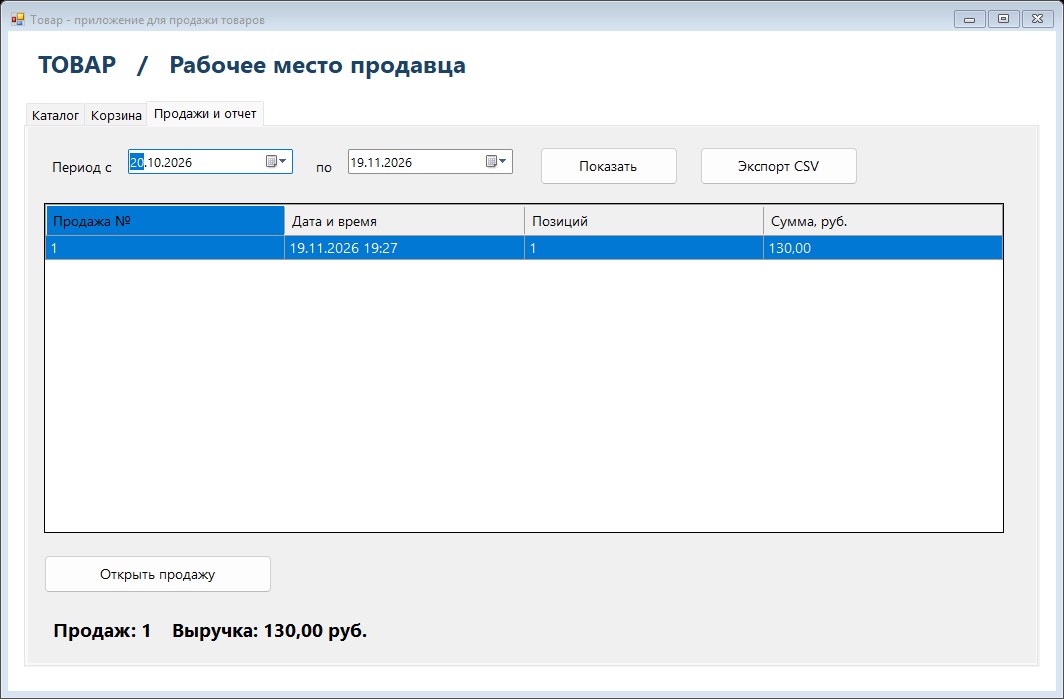 Товар - приложение для продажи товаров
ТОВАР / Рабочее место продавца
Каталог Корзина Продажи и отчет
Период с 20.10.2026 по 19.11.2026 Показать Экспорт CSV
Продажа № Дата и время Позиций Сумма, руб.
1 19.11.2026 19:27 1 130,00
Открыть продажу
Продаж: 1 Выручка: 130,00 руб.